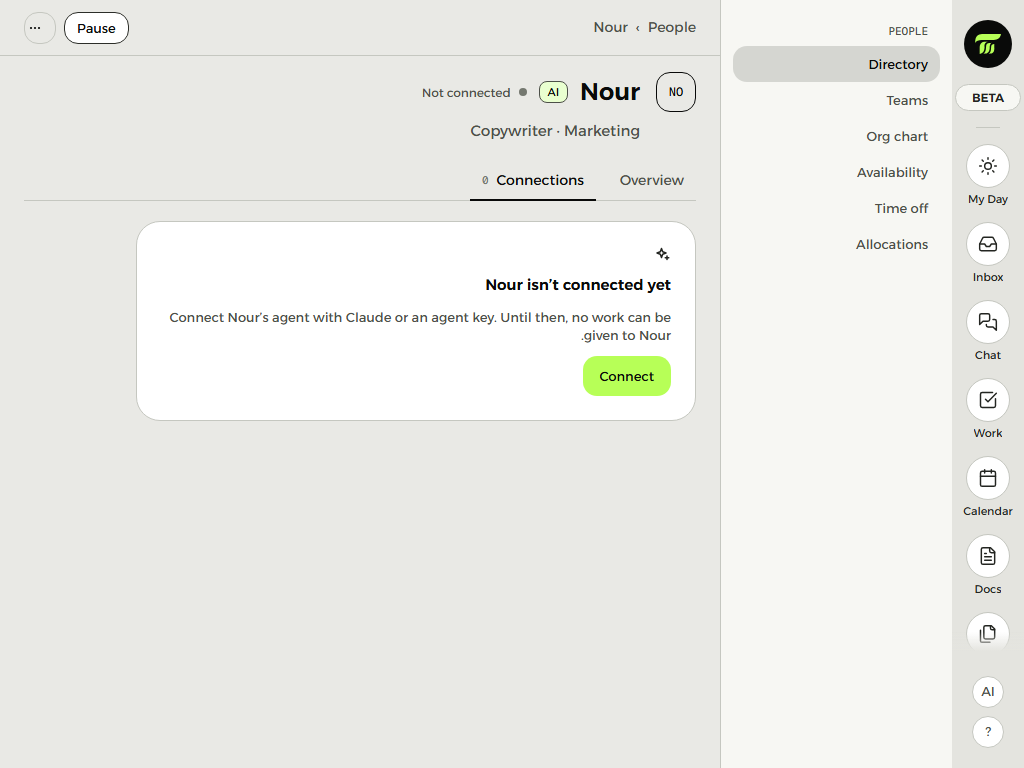 BETA
My Day
Inbox
Chat
Work
Calendar
Docs
AI
?
PEOPLE
Directory
Teams
Org chart
Availability
Time off
Allocations
People › Nour
Pause
...
NO
Nour
AI
Not connected
Copywriter · Marketing
Overview
Connections 0
Nour isn’t connected yet
Connect Nour’s agent with Claude or an agent key. Until then, no work can be
given to Nour.
Connect